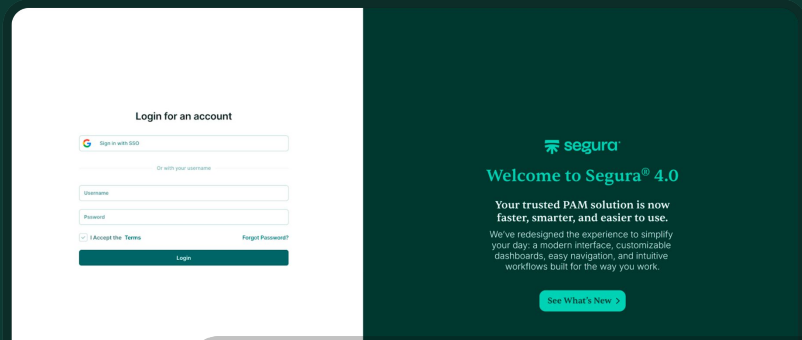 Login for an account
Sign in with SSO
Or with your username
Username
Pasword
I Accept the Terms
Forgot Password?
Login
segura®
Welcome to Segura® 4.0
Your trusted PAM solution is now
faster, smarter, and easier to use.
We've redesigned the experience to simplify
your day: a modern interface, customizable
dashboards, easy navigation, and intuitive
workflows built for the way you work.
See What's New >